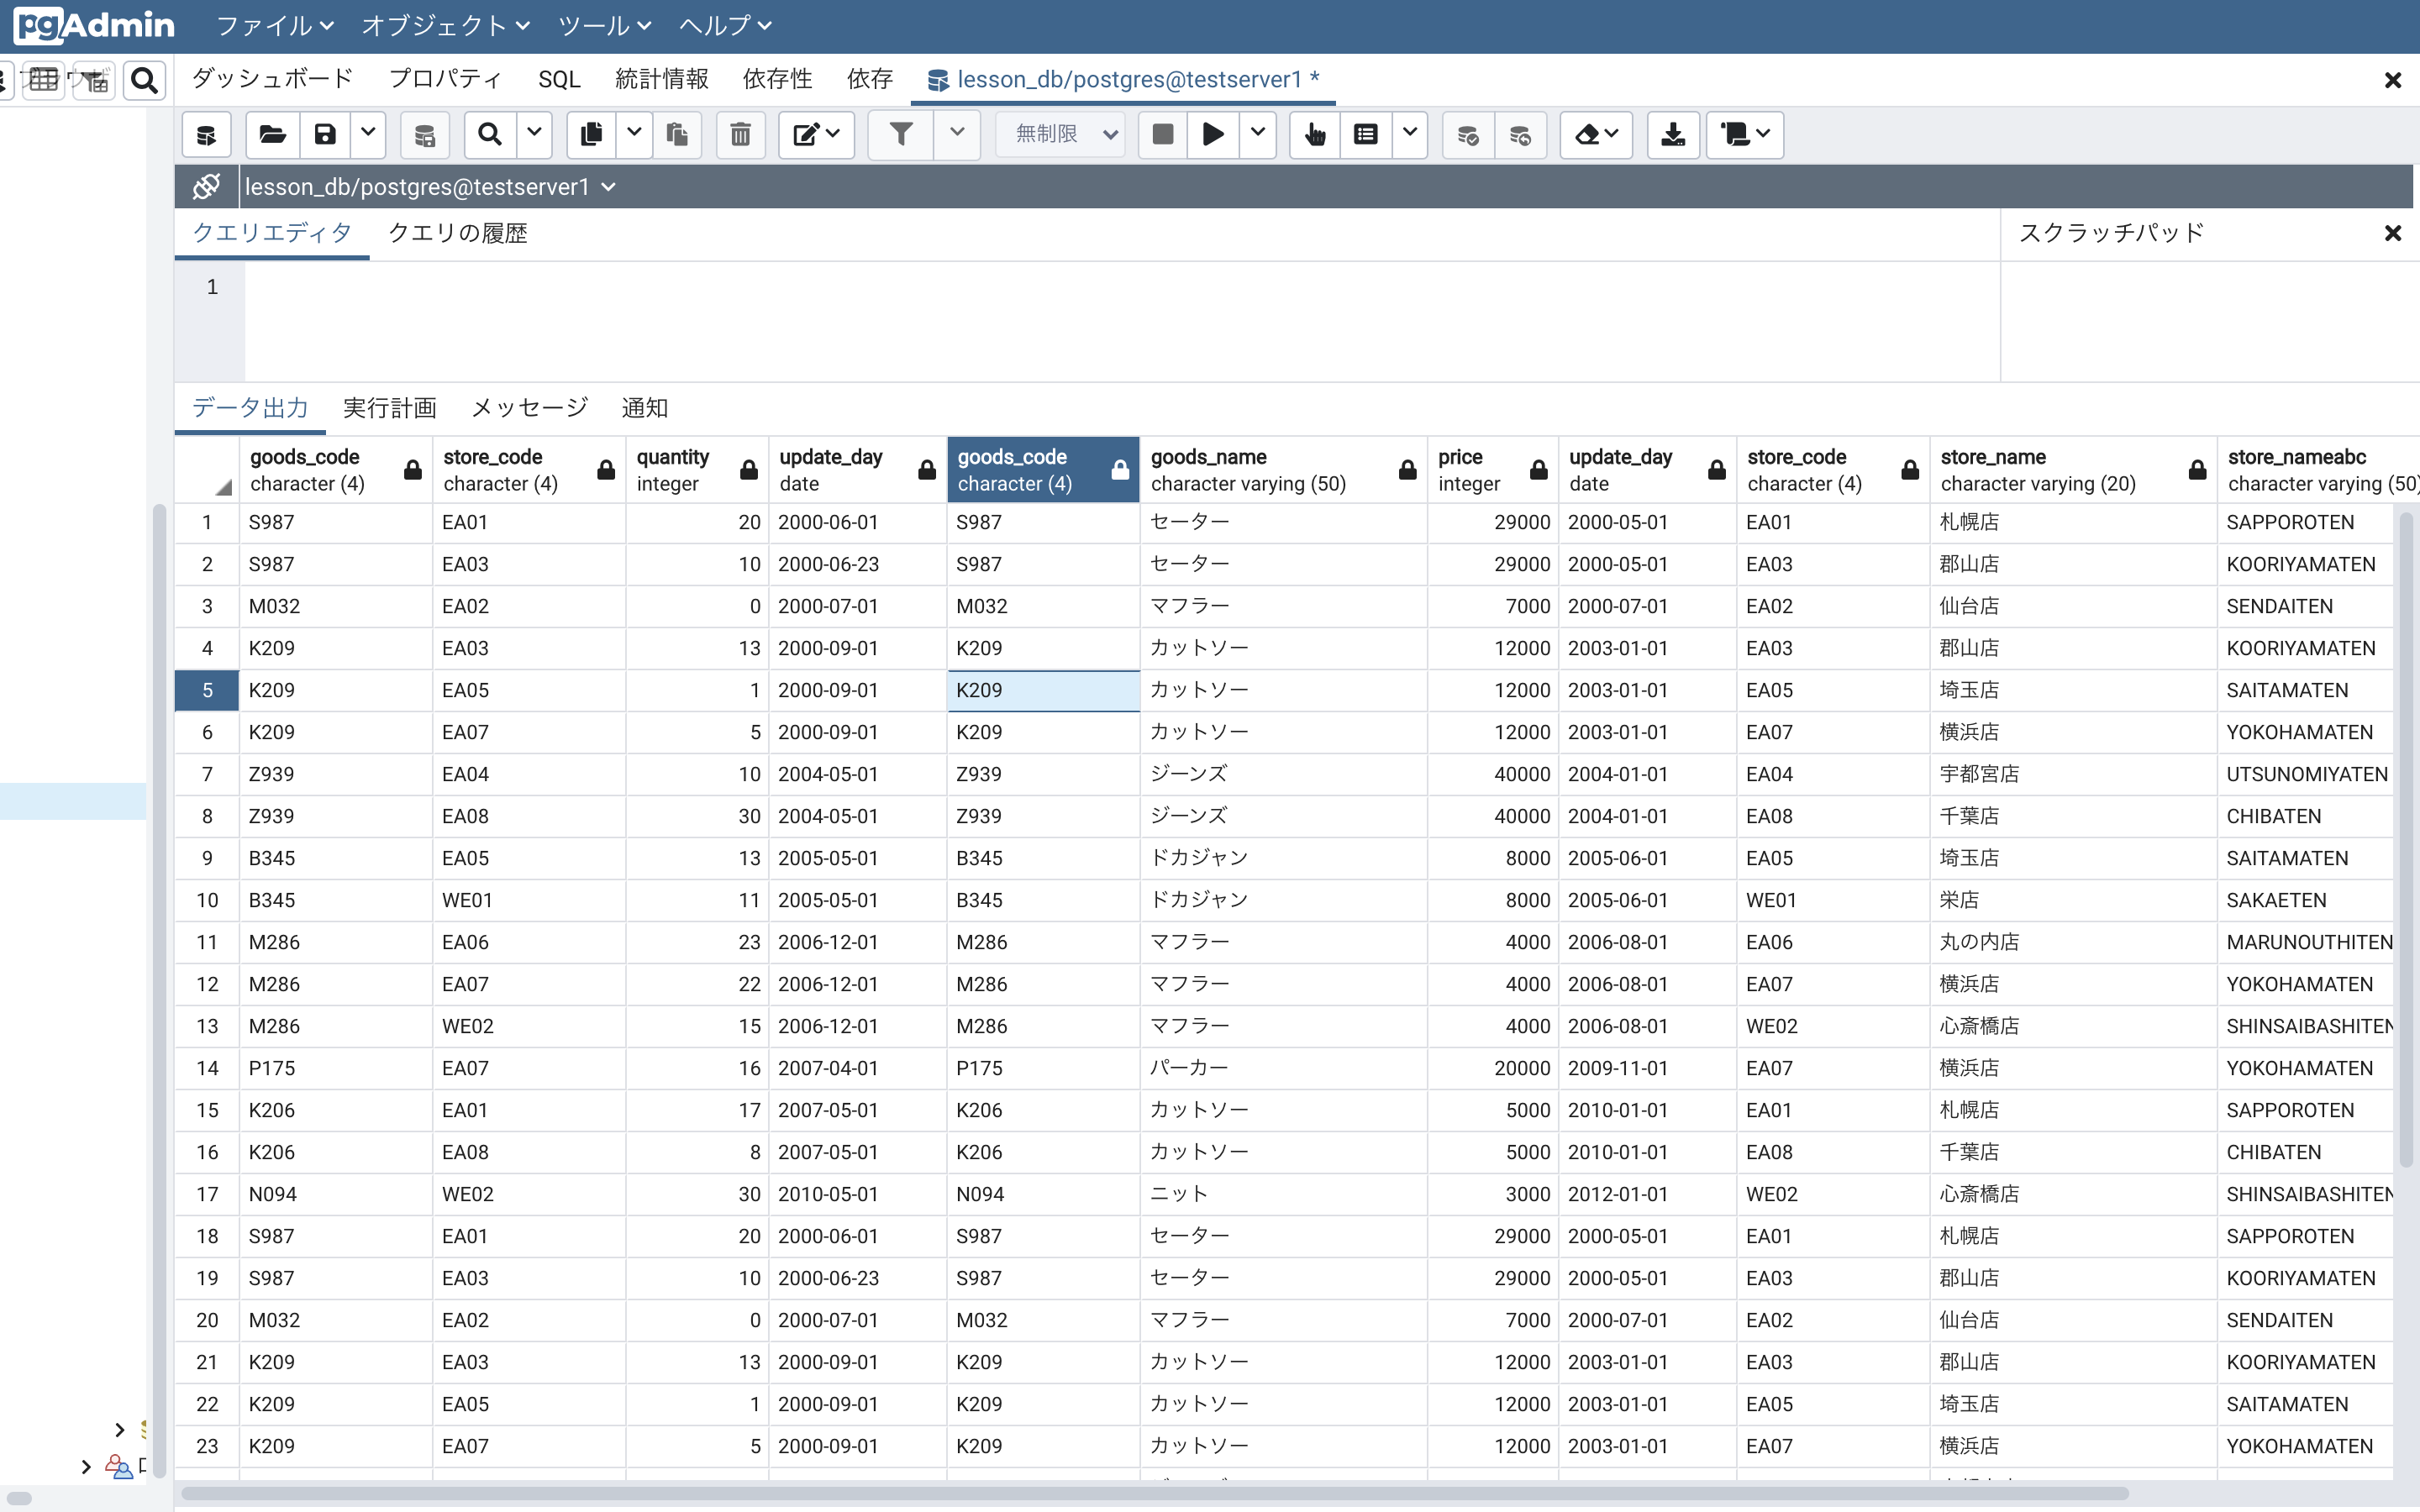 pgAdmin ファイル オブジェクト ツール ヘルプ
ダッシュボード プロパティ SQL 統計情報 依存性 依存 lesson_db/postgres@testserver1 *
無制限
lesson_db/postgres@testserver1
クエリエディタ クエリの履歴 スクラッチパッド
1
データ出力 実行計画 メッセージ 通知
goods_code store_code quantity update_day goods_code goods_name price update_day store_code store_name store_nameabc
character (4) character (4) integer date character (4) character varying (50) integer date character (4) character varying (20) character varying (50)
1 S987 EA01 20 2000-06-01 S987 セーター 29000 2000-05-01 EA01 札幌店 SAPPOROTEN
2 S987 EA03 10 2000-06-23 S987 セーター 29000 2000-05-01 EA03 郡山店 KOORIYAMATEN
3 M032 EA02 0 2000-07-01 M032 マフラー 7000 2000-07-01 EA02 仙台店 SENDAITEN
4 K209 EA03 13 2000-09-01 K209 カットソー 12000 2003-01-01 EA03 郡山店 KOORIYAMATEN
5 K209 EA05 1 2000-09-01 K209 カットソー 12000 2003-01-01 EA05 埼玉店 SAITAMATEN
6 K209 EA07 5 2000-09-01 K209 カットソー 12000 2003-01-01 EA07 横浜店 YOKOHAMATEN
7 Z939 EA04 10 2004-05-01 Z939 ジーンズ 40000 2004-01-01 EA04 宇都宮店 UTSUNOMIYATEN
8 Z939 EA08 30 2004-05-01 Z939 ジーンズ 40000 2004-01-01 EA08 千葉店 CHIBATEN
9 B345 EA05 13 2005-05-01 B345 ドカジャン 8000 2005-06-01 EA05 埼玉店 SAITAMATEN
10 B345 WE01 11 2005-05-01 B345 ドカジャン 8000 2005-06-01 WE01 栄店 SAKAETEN
11 M286 EA06 23 2006-12-01 M286 マフラー 4000 2006-08-01 EA06 丸の内店 MARUNOUTHITEN
12 M286 EA07 22 2006-12-01 M286 マフラー 4000 2006-08-01 EA07 横浜店 YOKOHAMATEN
13 M286 WE02 15 2006-12-01 M286 マフラー 4000 2006-08-01 WE02 心斎橋店 SHINSAIBASHITEN
14 P175 EA07 16 2007-04-01 P175 パーカー 20000 2009-11-01 EA07 横浜店 YOKOHAMATEN
15 K206 EA01 17 2007-05-01 K206 カットソー 5000 2010-01-01 EA01 札幌店 SAPPOROTEN
16 K206 EA08 8 2007-05-01 K206 カットソー 5000 2010-01-01 EA08 千葉店 CHIBATEN
17 N094 WE02 30 2010-05-01 N094 ニット 3000 2012-01-01 WE02 心斎橋店 SHINSAIBASHITEN
18 S987 EA01 20 2000-06-01 S987 セーター 29000 2000-05-01 EA01 札幌店 SAPPOROTEN
19 S987 EA03 10 2000-06-23 S987 セーター 29000 2000-05-01 EA03 郡山店 KOORIYAMATEN
20 M032 EA02 0 2000-07-01 M032 マフラー 7000 2000-07-01 EA02 仙台店 SENDAITEN
21 K209 EA03 13 2000-09-01 K209 カットソー 12000 2003-01-01 EA03 郡山店 KOORIYAMATEN
22 K209 EA05 1 2000-09-01 K209 カットソー 12000 2003-01-01 EA05 埼玉店 SAITAMATEN
23 K209 EA07 5 2000-09-01 K209 カットソー 12000 2003-01-01 EA07 横浜店 YOKOHAMATEN